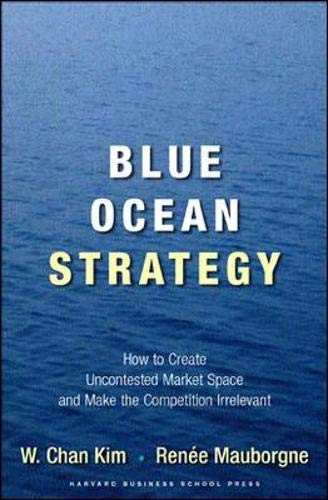 BLUE
OCEAN
STRATEGY
How to Create
Uncontested Market Space
and Make the Competition Irrelevant
W. Chan Kim • Renée Mauborgne
HARVARD BUSINESS SCHOOL PRESS